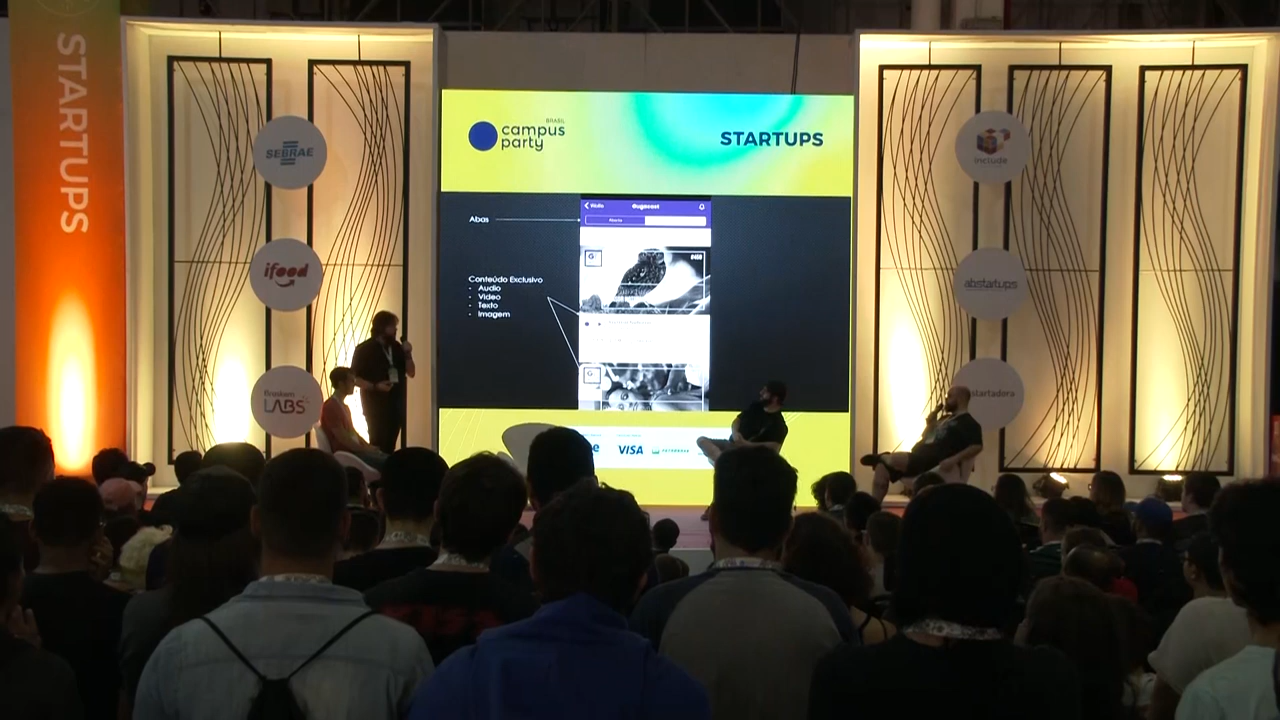 STARTUPS
SEBRAE
ifood
LABS
BRASIL
campus
party
STARTUPS
Abas
Conteúdo Exclusivo
- Audio
- Video
- Texto
- Imagem
Gugacast
VISA
include
abstartups
startadora